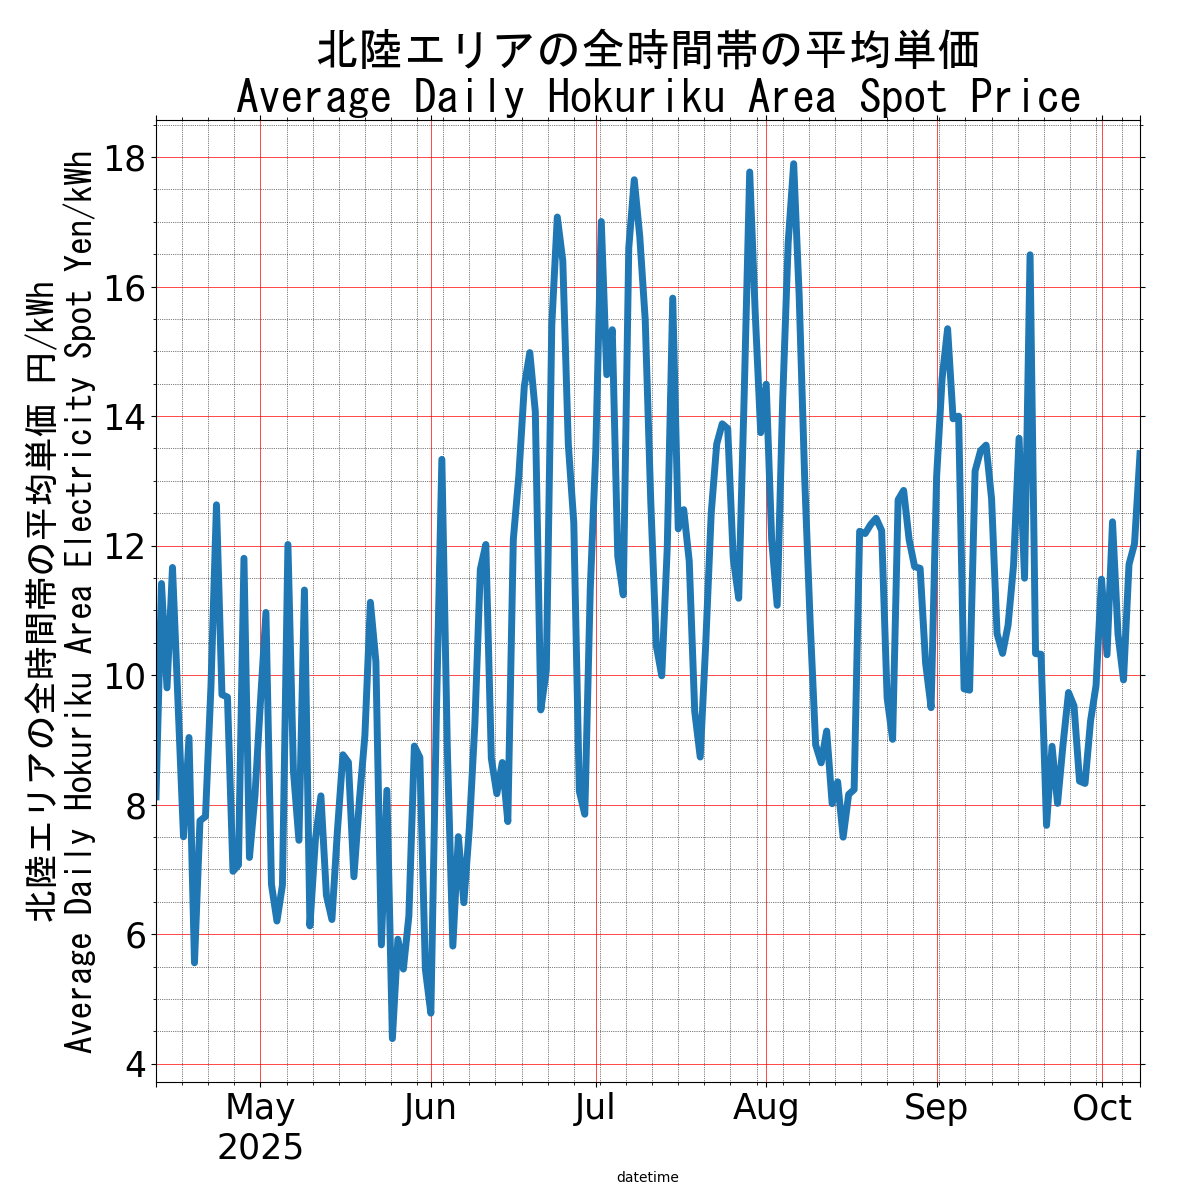 北陸エリアの全時間帯の平均単価
Average Daily Hokuriku Area Spot Price
北陸エリアの全時間帯の平均単価 円/kWh
Average Daily Hokuriku Area Electricity Spot Yen/kWh
18
16
14
12
10
8
6
4
May
2025
Jun
Jul
Aug
Sep
Oct
datetime